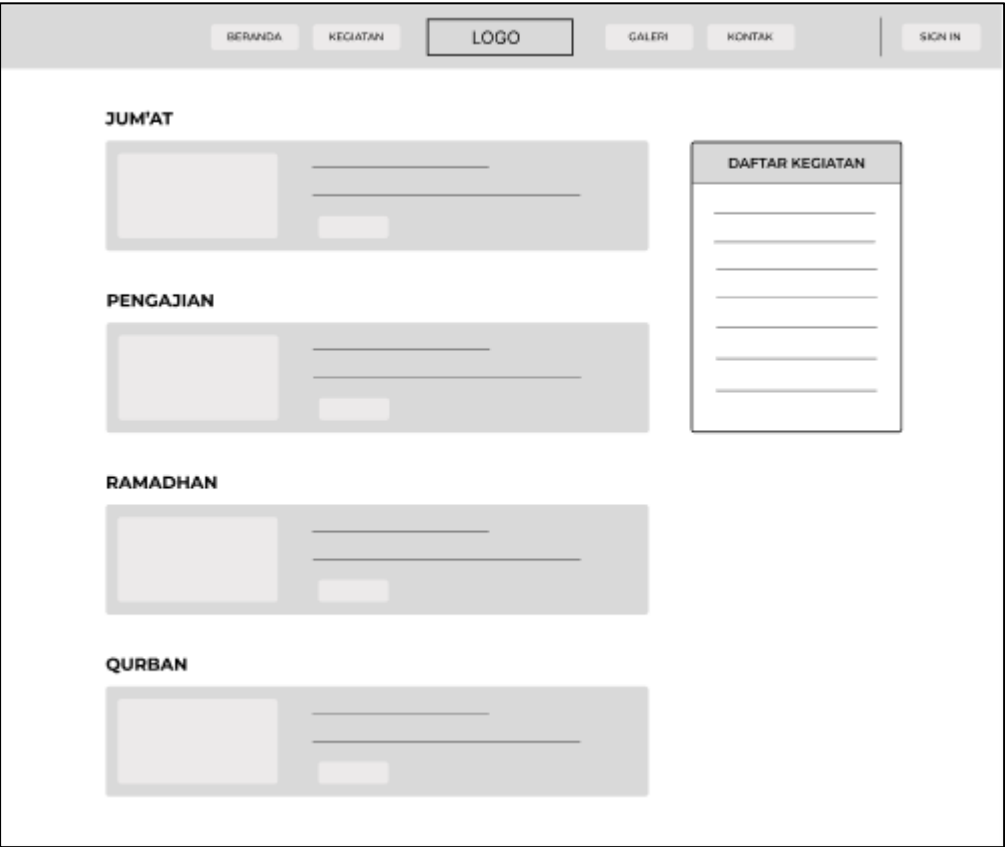 BERANDA
KEGIATAN
LOGO
GALERI
KONTAK
SIGN IN
JUM'AT
DAFTAR KEGIATAN
PENGAJIAN
RAMADHAN
QURBAN